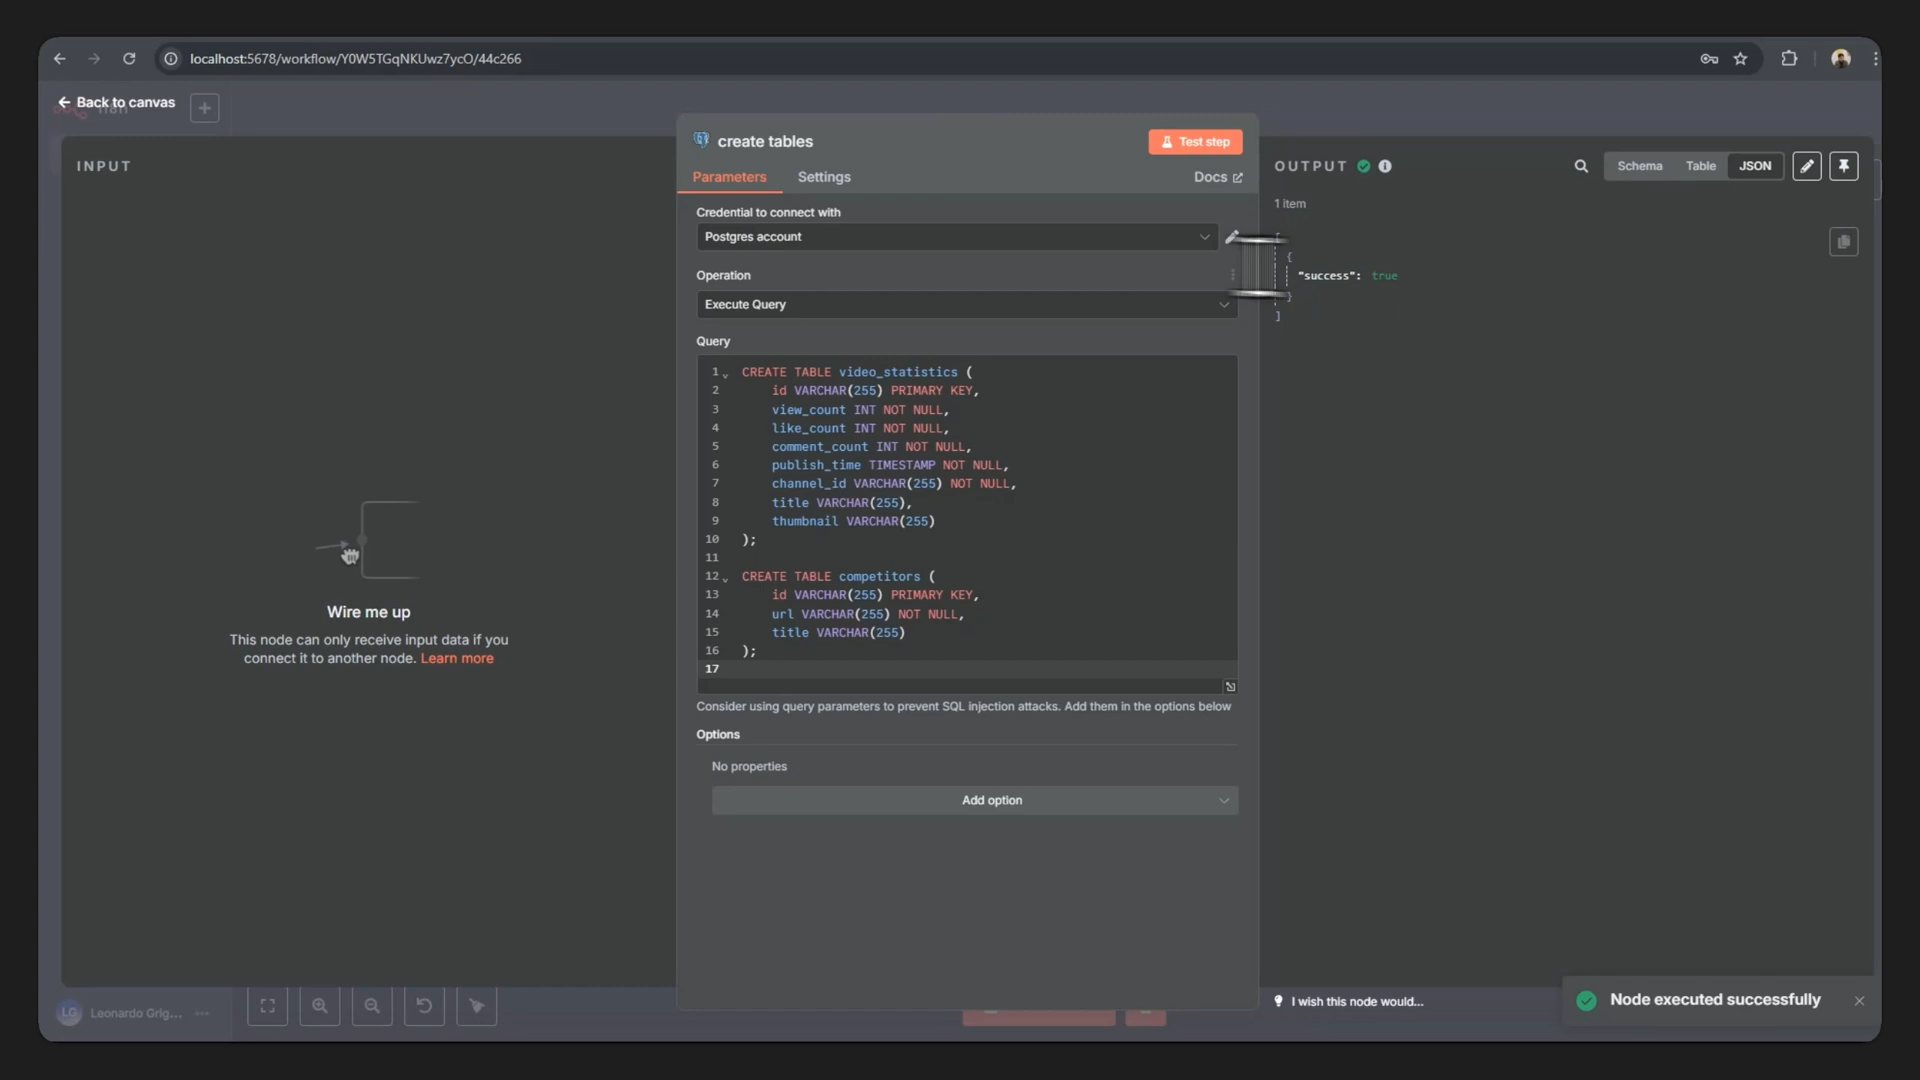 localhost:5678/workflow/Y0W5TGqNKUwz7ycO/44c266
Back to canvas
INPUT
Wire me up
This node can only receive input data if you
connect it to another node. Learn more
create tables
Test step
Parameters
Settings
Docs
Credential to connect with
Postgres account
Operation
Execute Query
Query
1 CREATE TABLE video_statistics (
2 id VARCHAR(255) PRIMARY KEY,
3 view_count INT NOT NULL,
4 like_count INT NOT NULL,
5 comment_count INT NOT NULL,
6 publish_time TIMESTAMP NOT NULL,
7 channel_id VARCHAR(255) NOT NULL,
8 title VARCHAR(255),
9 thumbnail VARCHAR(255)
10 );
11
12 CREATE TABLE competitors (
13 id VARCHAR(255) PRIMARY KEY,
14 url VARCHAR(255) NOT NULL,
15 title VARCHAR(255)
16 );
17
Consider using query parameters to prevent SQL injection attacks. Add them in the options below
Options
No properties
Add option
OUTPUT
Schema
Table
JSON
1 item
[
{
"success": true
}
]
I wish this node would...
Node executed successfully
LG
Leonardo Grig...